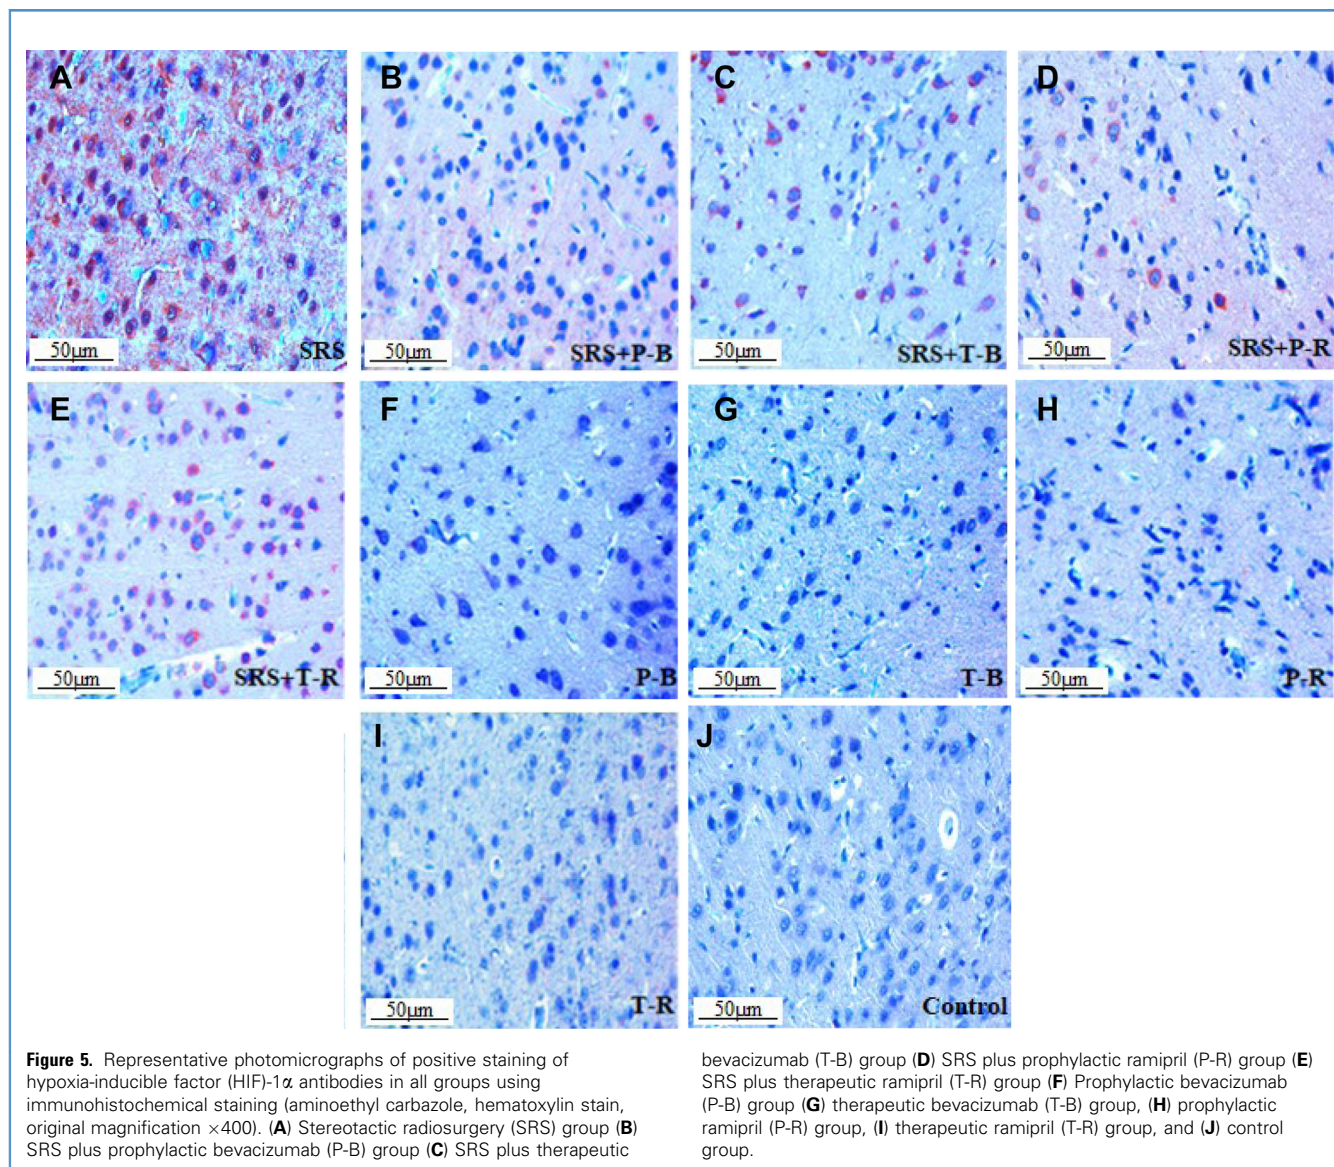 A
B
C
D
50μm
SRS
50μm
SRS+P-B
50μm
SRS+T-B
50μm
SRS+P-R
E
F
G
H
50μm
SRS+T-R
50μm
P-B
50μm
T-B
50μm
P-R
I
J
50μm
T-R
50μm
Control
Figure 5. Representative photomicrographs of positive staining of
hypoxia-inducible factor (HIF)-1α antibodies in all groups using
immunohistochemical staining (aminoethyl carbazole, hematoxylin stain,
original magnification ×400). (A) Stereotactic radiosurgery (SRS) group (B)
SRS plus prophylactic bevacizumab (P-B) group (C) SRS plus therapeutic
bevacizumab (T-B) group (D) SRS plus prophylactic ramipril (P-R) group (E)
SRS plus therapeutic ramipril (T-R) group (F) Prophylactic bevacizumab
(P-B) group (G) therapeutic bevacizumab (T-B) group, (H) prophylactic
ramipril (P-R) group, (I) therapeutic ramipril (T-R) group, and (J) control
group.